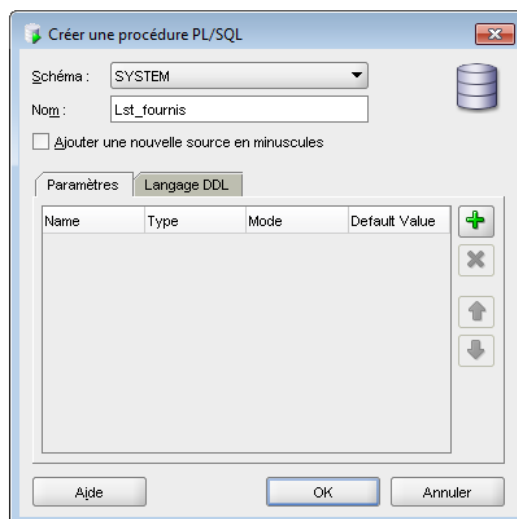 Créer une procédure PL/SQL
Schéma : SYSTEM
Nom : Lst_fournis
Ajouter une nouvelle source en minuscules
Paramètres Langage DDL
Name Type Mode Default Value
Aide OK Annuler